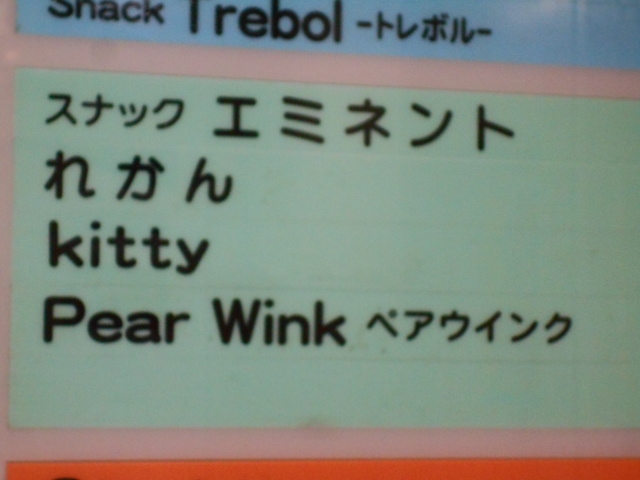 Snack Trebol -トレボル-
スナック エミネント
れかん
kitty
Pear Wink ペアウインク